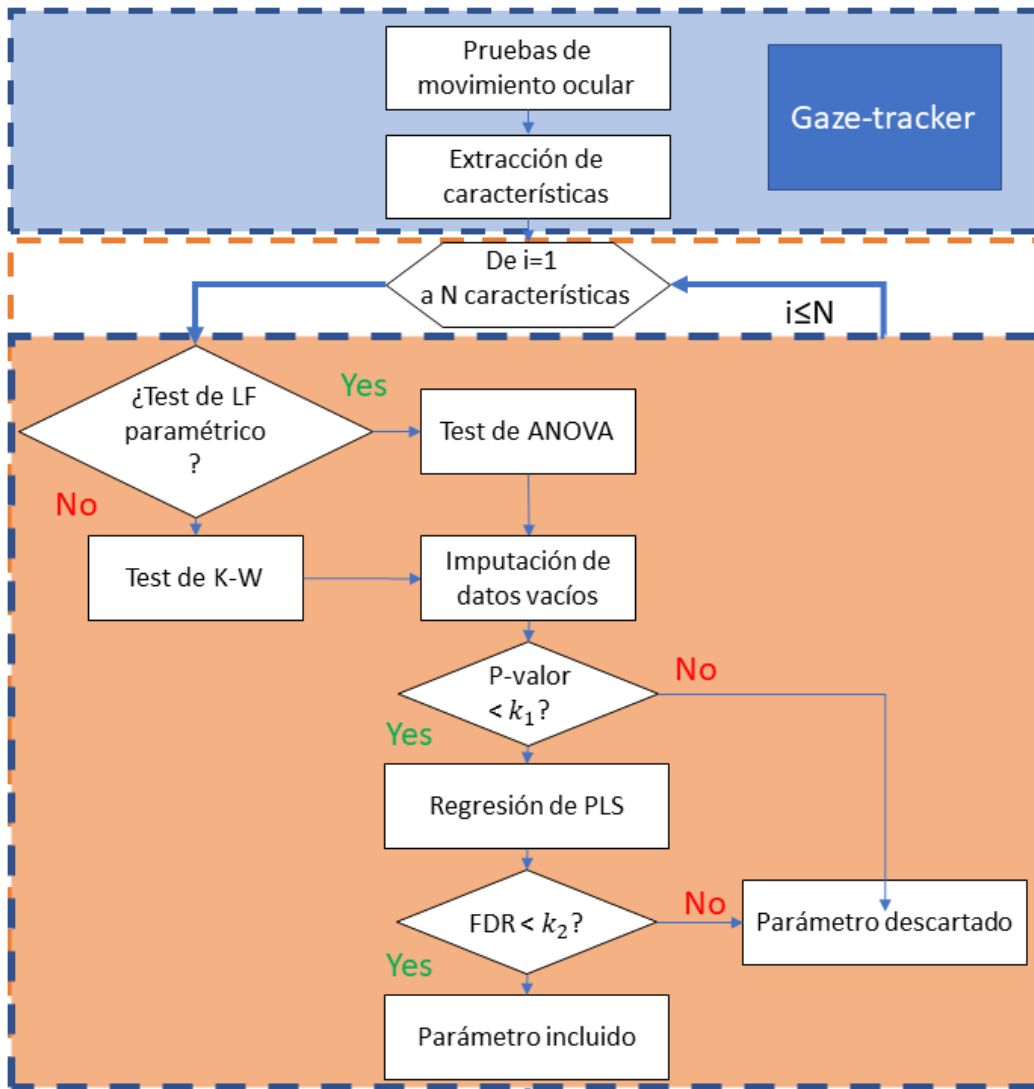 Pruebas de
movimiento ocular
Gaze-tracker
Extracción de
características
De i=1
a N características
i≤N
¿Test de LF
paramétrico
?
Yes
Test de ANOVA
No
Test de K-W
Imputación de
datos vacíos
P-valor
< k₁?
No
Yes
Regresión de PLS
FDR < k₂?
No
Parámetro descartado
Yes
Parámetro incluido